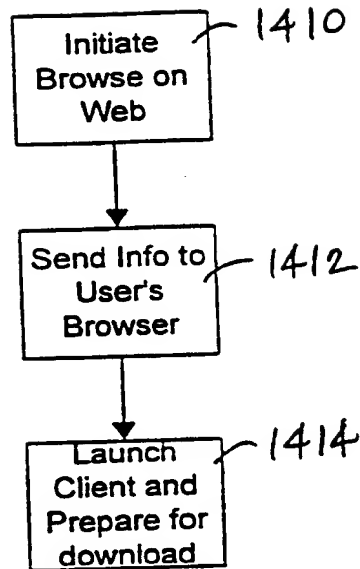 Initiate
Browse on
Web
1410
Send Info to
User's
Browser
1412
Launch
Client and
Prepare for
download
1414